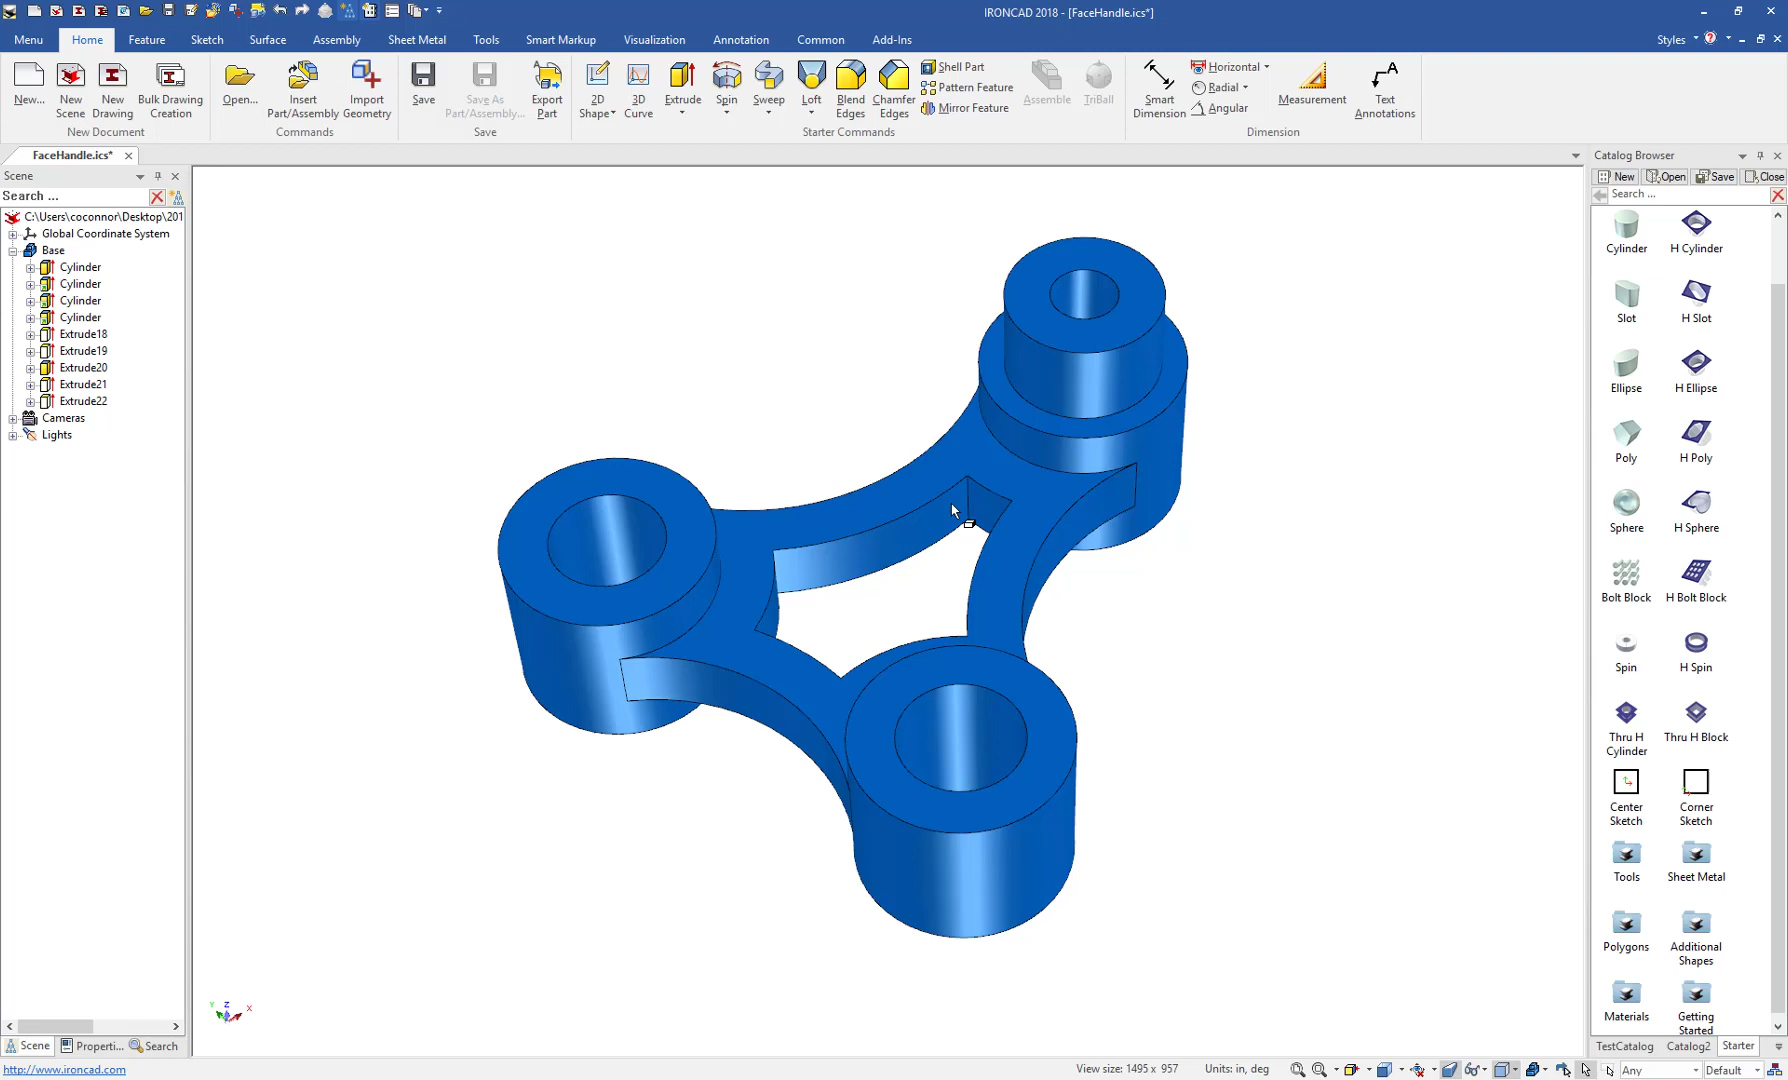 IRONCAD 2018 - [FaceHandle.ics*]
Menu Home Feature Sketch Surface Assembly Sheet Metal Tools Smart Markup Visualization Annotation Common Add-Ins Styles
New... New Scene New Drawing Bulk Drawing Creation
New Document
Open... Insert Part/Assembly Import Geometry
Commands
Save Save As Part/Assembly... Export Part
Save
2D Shape 3D Curve Extrude Spin Sweep Loft Blend Edges Chamfer Edges
Shell Part
Pattern Feature
Mirror Feature
Assemble TriBall
Starter Commands
Smart Dimension
Horizontal
Radial
Angular
Measurement Text Annotations
Dimension
FaceHandle.ics*
Scene
Search ...
C:\Users\coconnor\Desktop\201
Global Coordinate System
Base
Cylinder
Cylinder
Cylinder
Cylinder
Extrude18
Extrude19
Extrude20
Extrude21
Extrude22
Cameras
Lights
Y Z X
Scene Properti... Search
Catalog Browser
New Open Save Close
Search ...
Cylinder H Cylinder
Slot H Slot
Ellipse H Ellipse
Poly H Poly
Sphere H Sphere
Bolt Block H Bolt Block
Spin H Spin
Thru H Cylinder Thru H Block
Center Sketch Corner Sketch
Tools Sheet Metal
Polygons Additional Shapes
Materials Getting Started
TestCatalog Catalog2 Starter
http://www.ironcad.com
View size: 1495 x 957 Units: in, deg Any Default